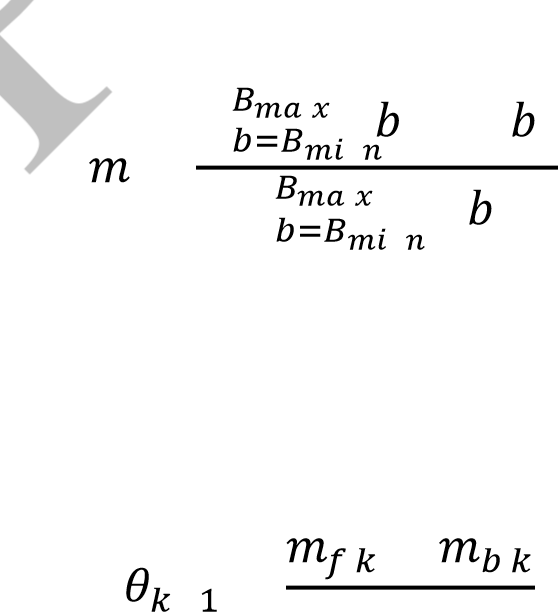 B_{max} b b
b=B_{min}
m
B_{max} b
b=B_{min}
m_{f k} m_{b k}
θ_{k 1}